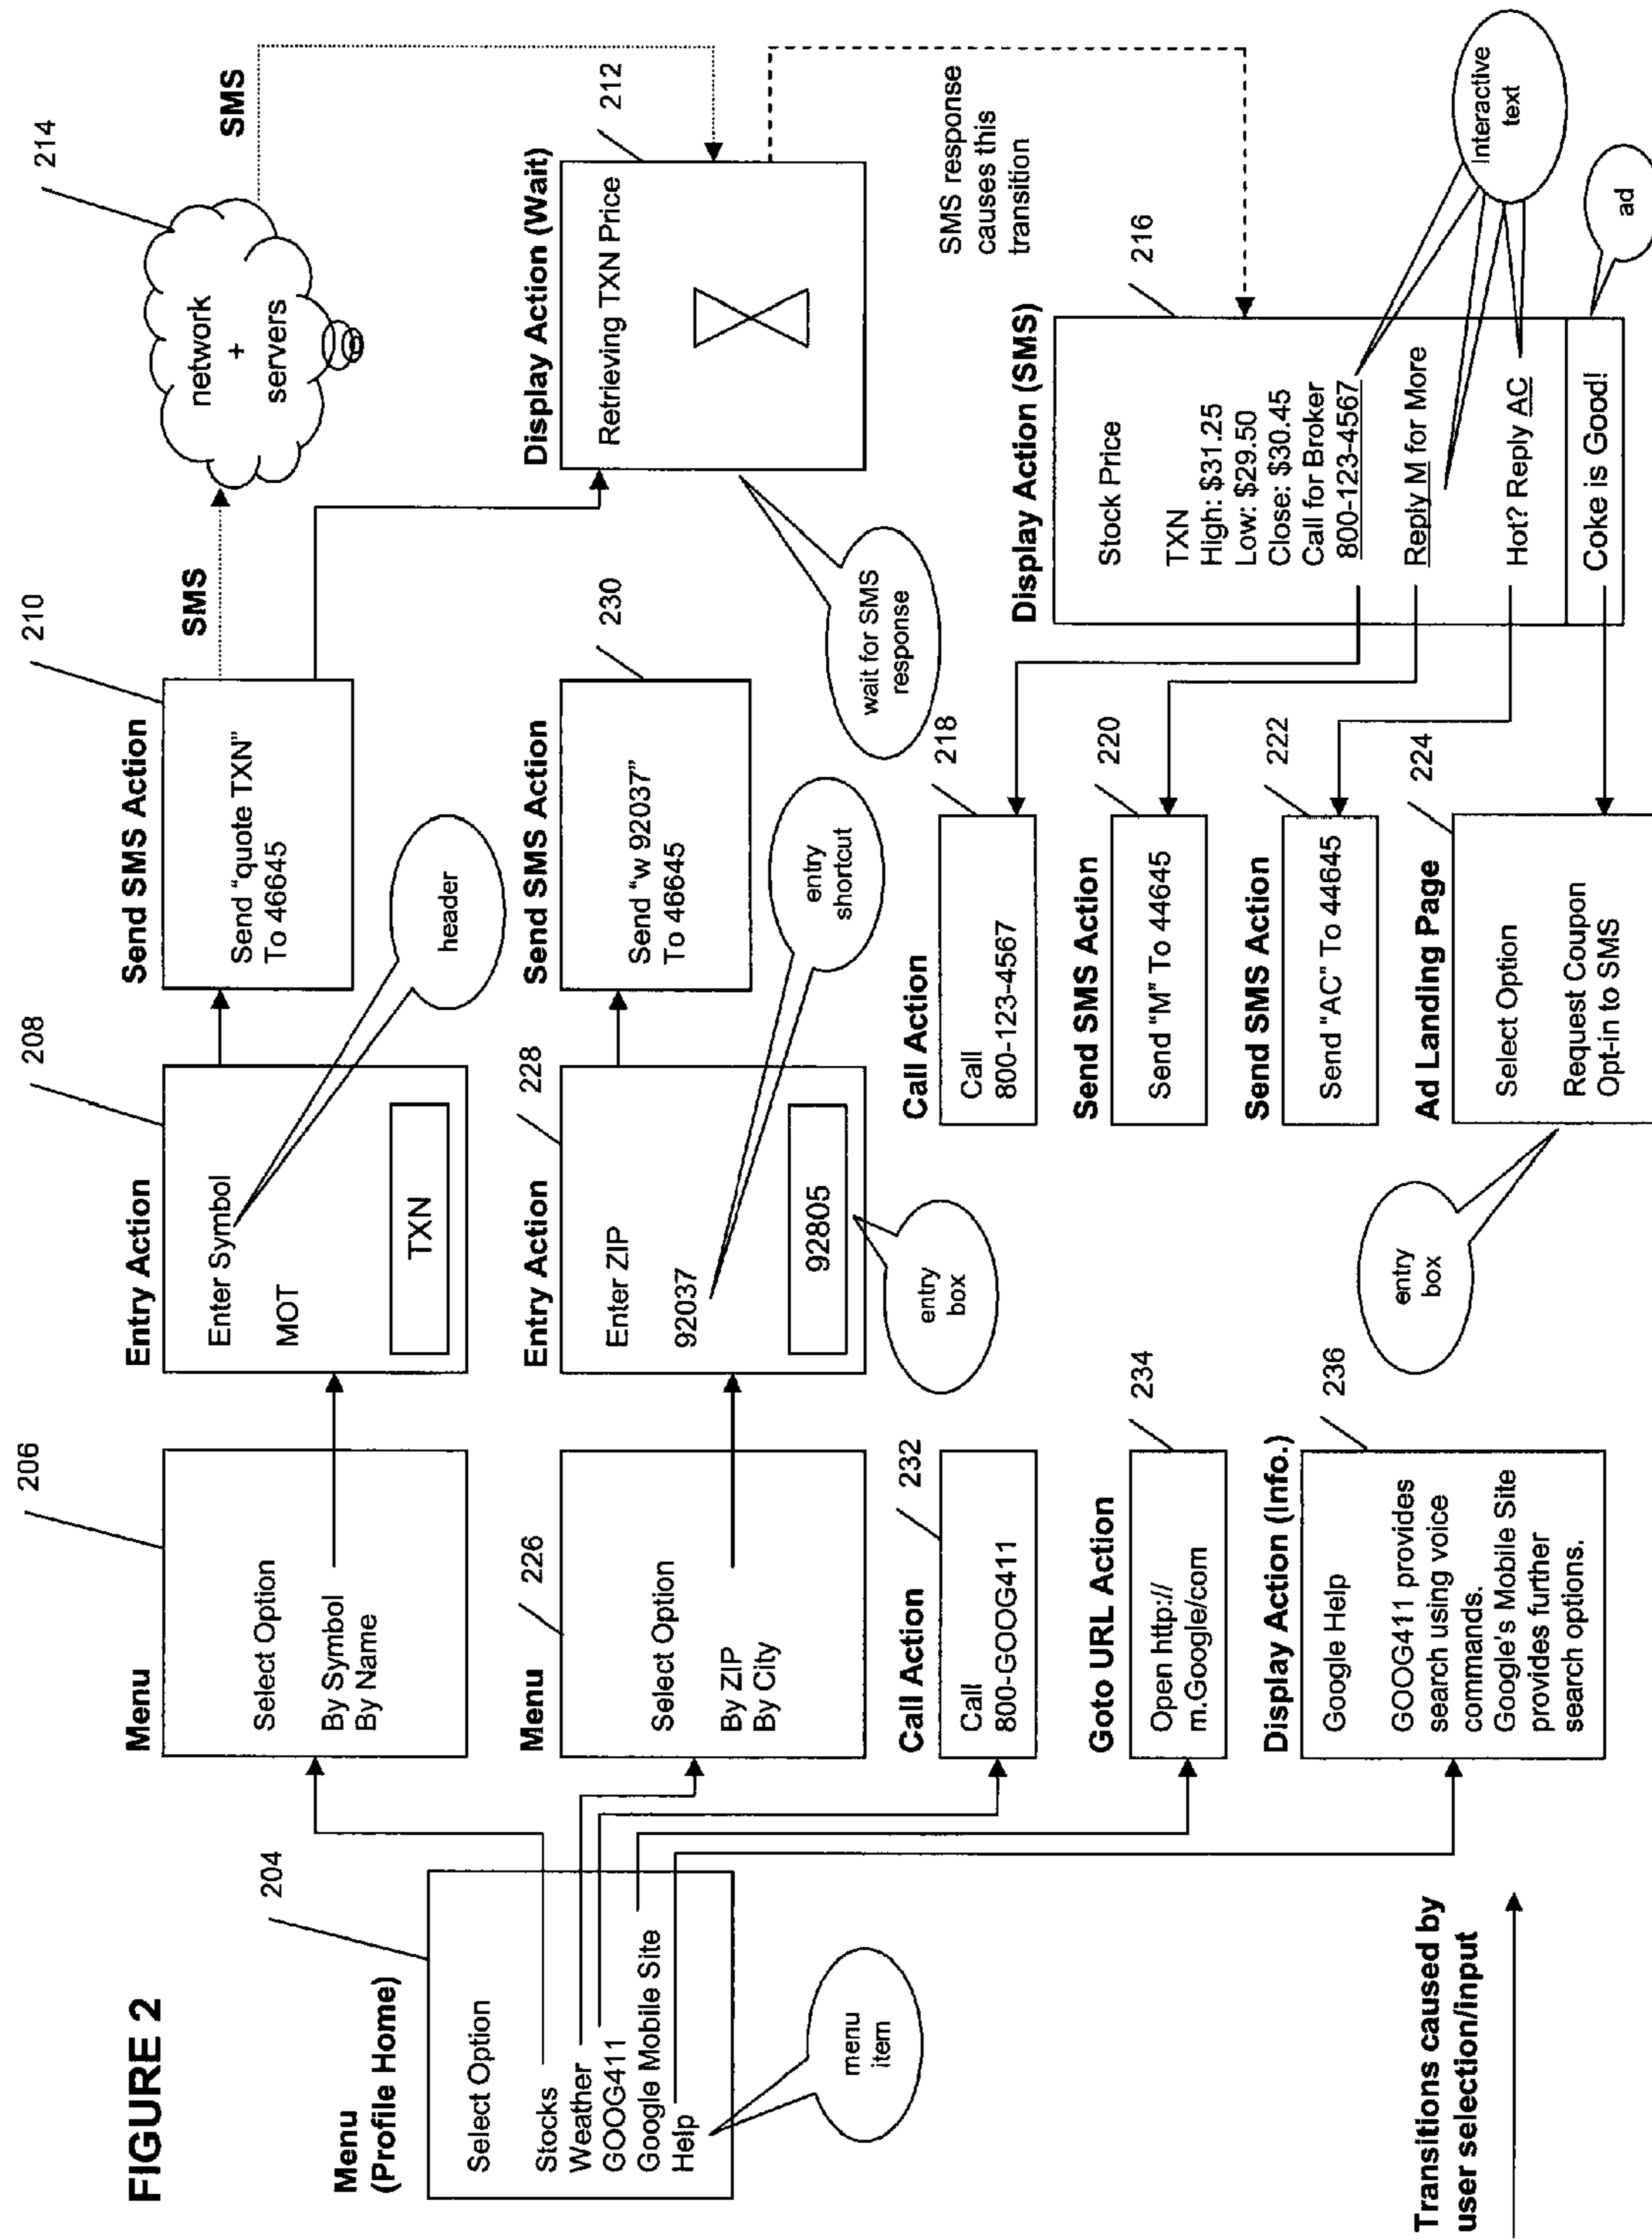 FIGURE 2
Menu
(Profile Home)
204
Select Option
Stocks
Weather
GOOG411
Google Mobile Site
Help
menu
item
Transitions caused by
user selection/input
Menu
206
Select Option
By Symbol
By Name
Menu
226
Select Option
By ZIP
By City
Call Action
232
Call
800-GOOG411
Goto URL Action
234
Open http://
m.Google/com
Display Action (Info.)
236
Google Help
GOOG411 provides
search using voice
commands.
Google's Mobile Site
provides further
search options.
Entry Action
208
Enter Symbol
MOT
TXN
header
Entry Action
228
Enter ZIP
92037
92805
entry
shortcut
entry
box
Send SMS Action
210
Send “quote TXN”
To 46645
SMS
Send SMS Action
230
Send “w 92037”
To 46645
214
network
+
servers
SMS
Display Action (Wait)
212
Retrieving TXN Price
wait for SMS
response
SMS response
causes this
transition
Display Action (SMS)
216
Stock Price
TXN
High: $31.25
Low: $29.50
Close: $30.45
Call for Broker
800-123-4567
Reply M for More
Hot? Reply AC
Coke is Good!
Interactive
text
ad
Call Action
218
Call
800-123-4567
Send SMS Action
220
Send “M” To 44645
Send SMS Action
222
Send “AC” To 44645
Ad Landing Page
224
Select Option
Request Coupon
Opt-in to SMS
entry
box